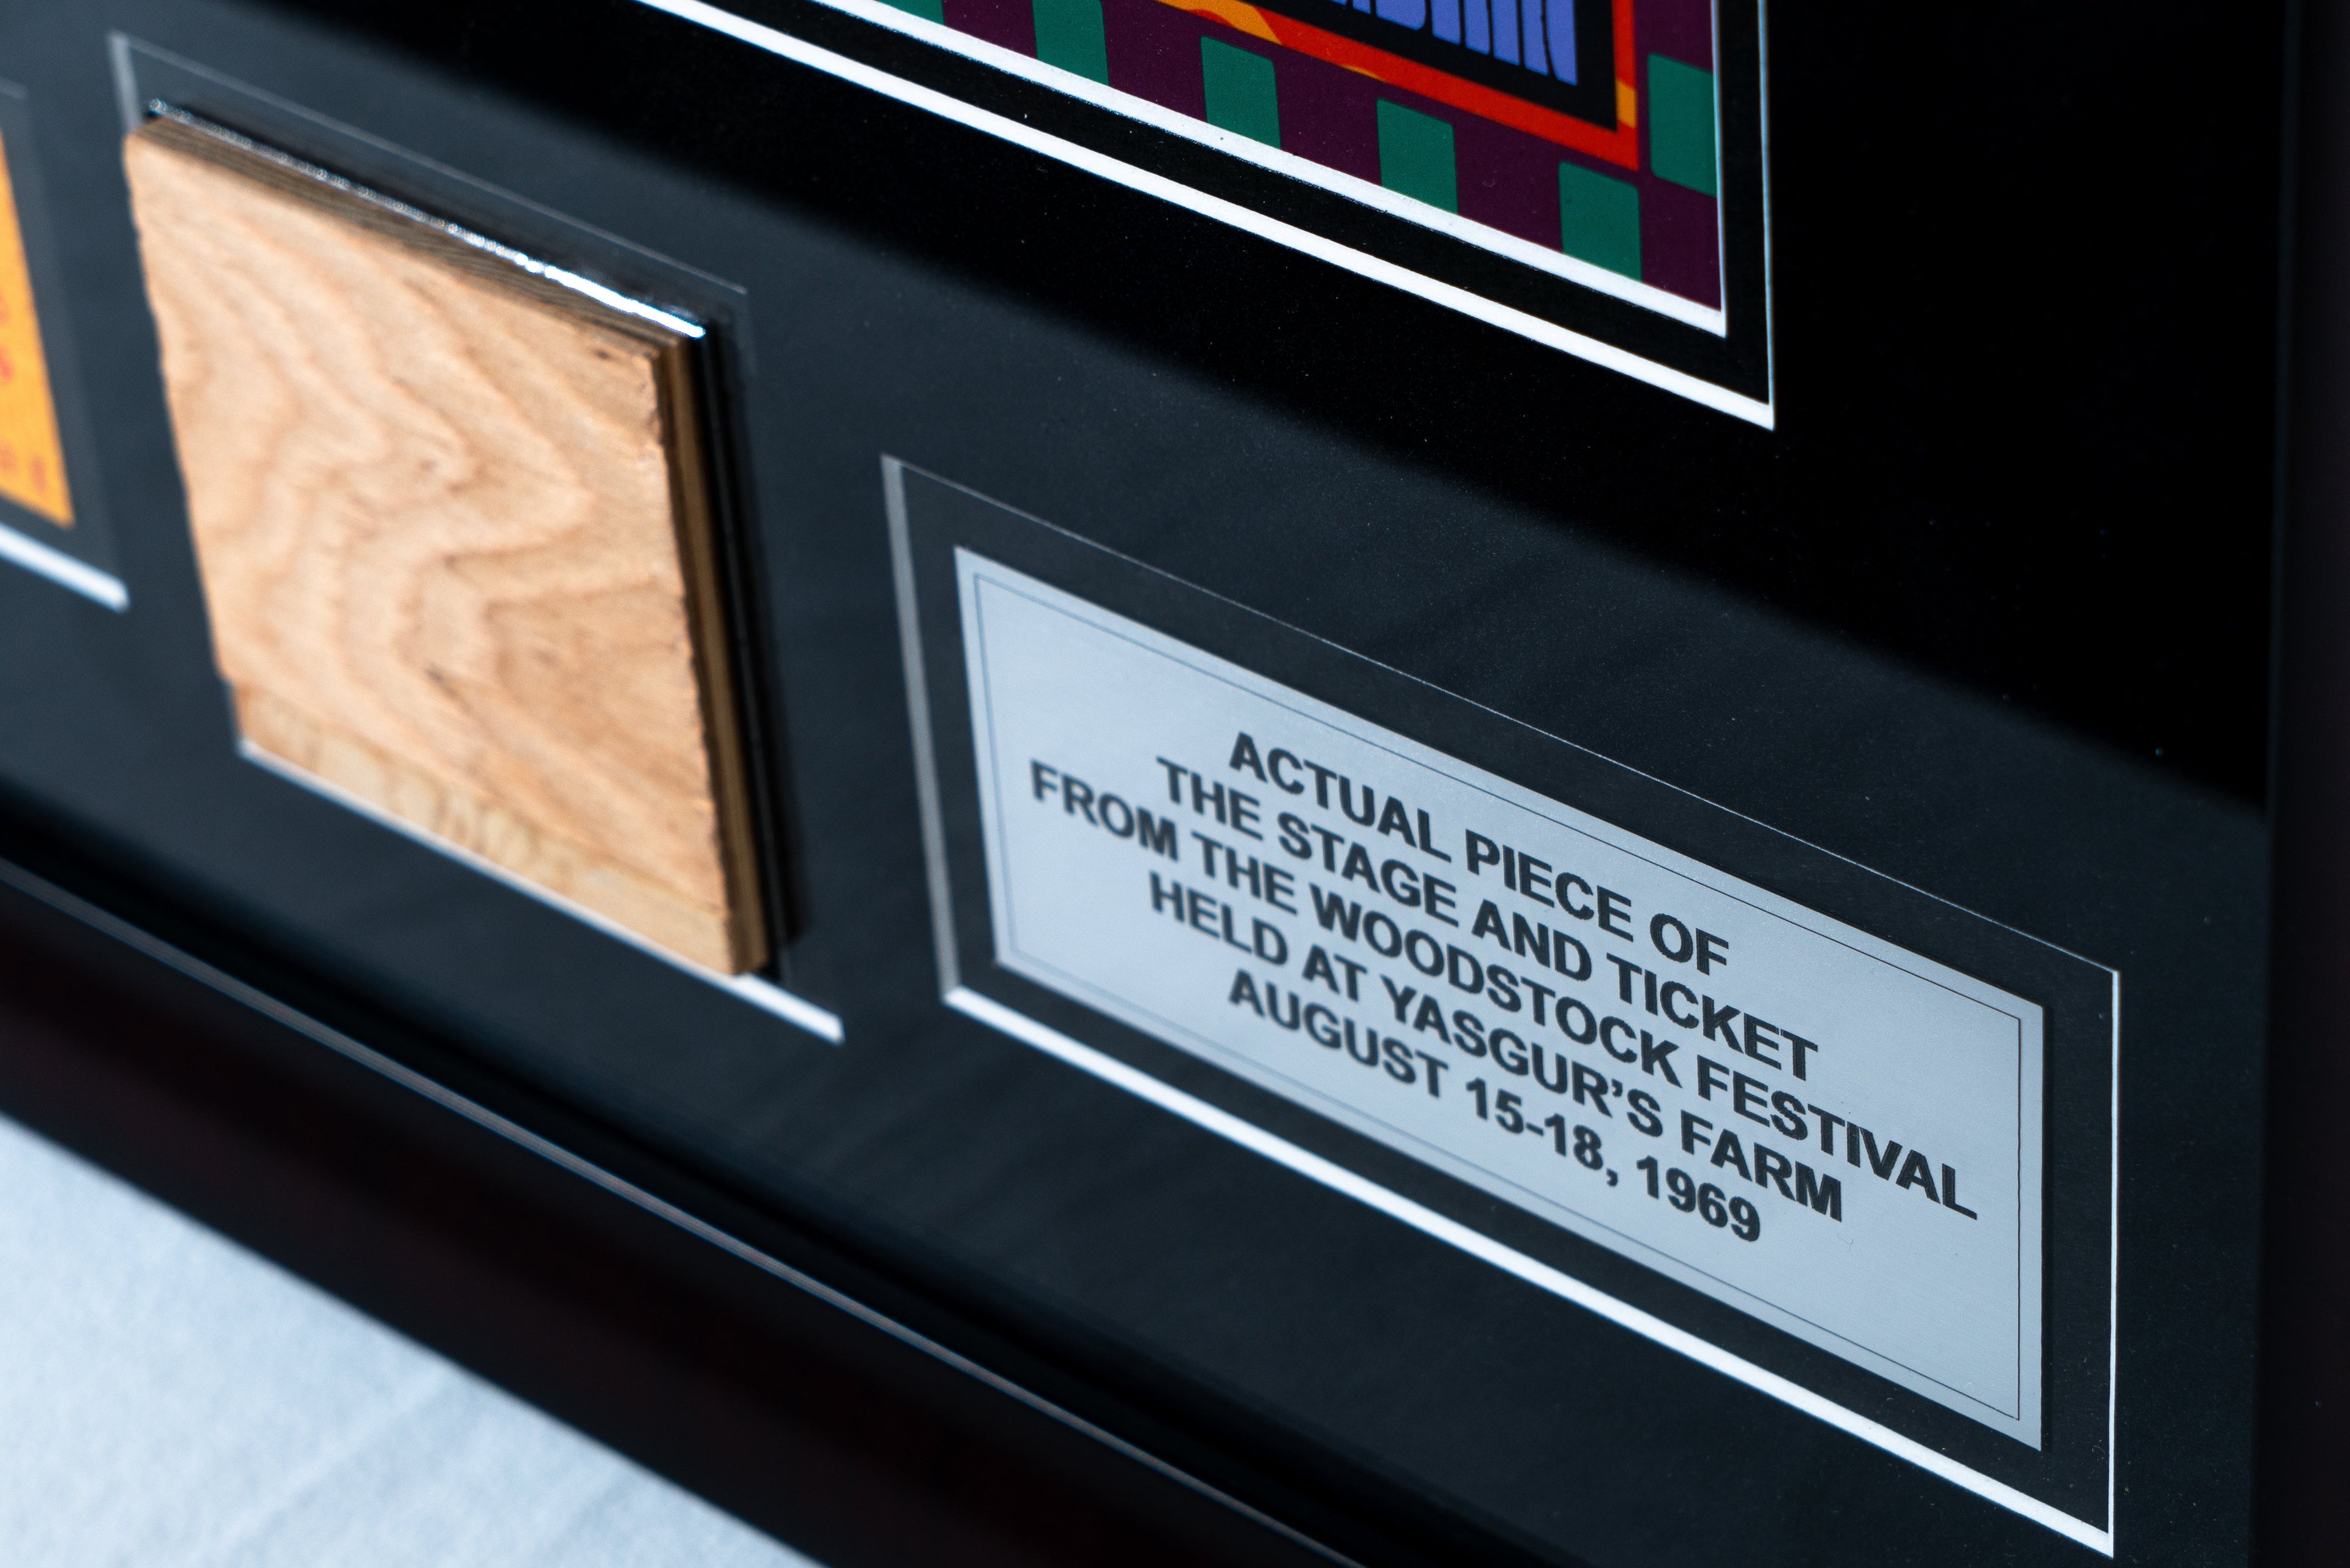 ACTUAL PIECE OF
THE STAGE AND TICKET
FROM THE WOODSTOCK FESTIVAL
HELD AT YASGUR'S FARM
AUGUST 15-18, 1969